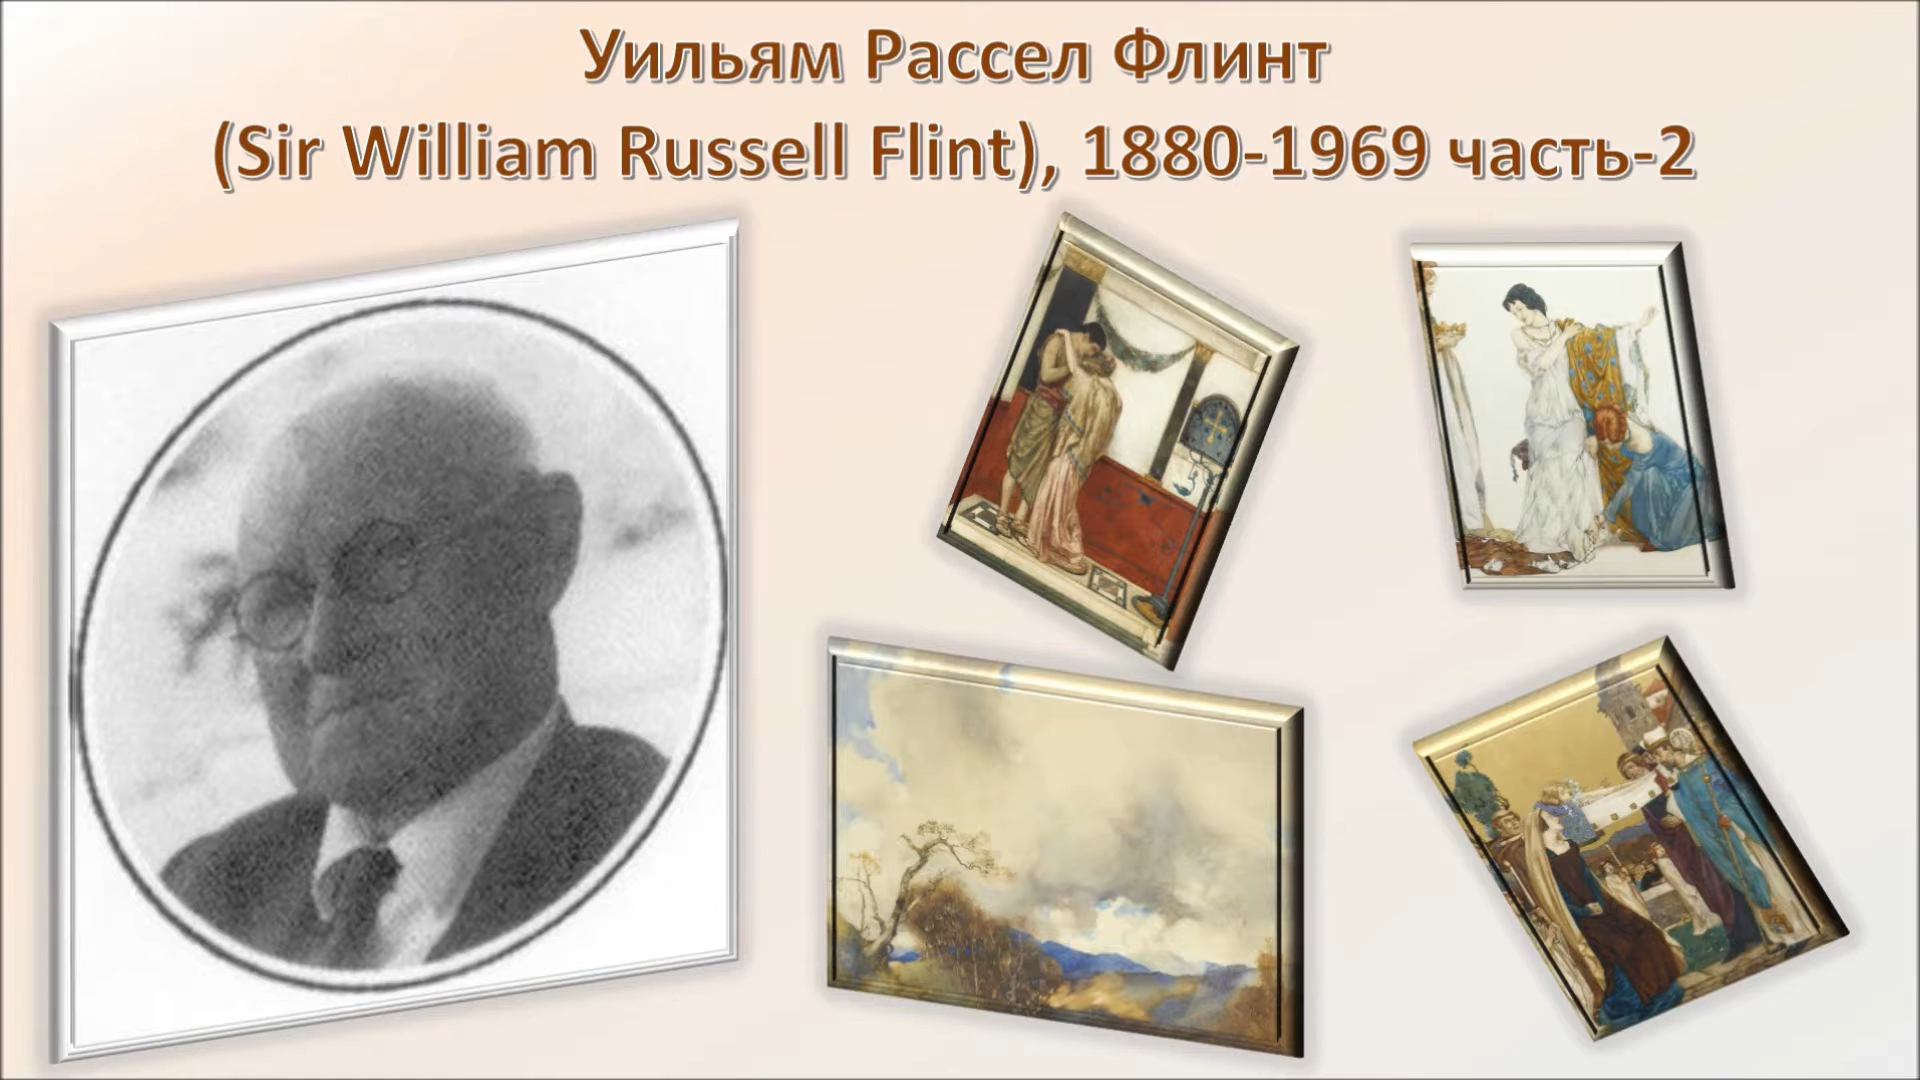 Уильям Рассел Флинт
(Sir William Russell Flint), 1880-1969 часть-2